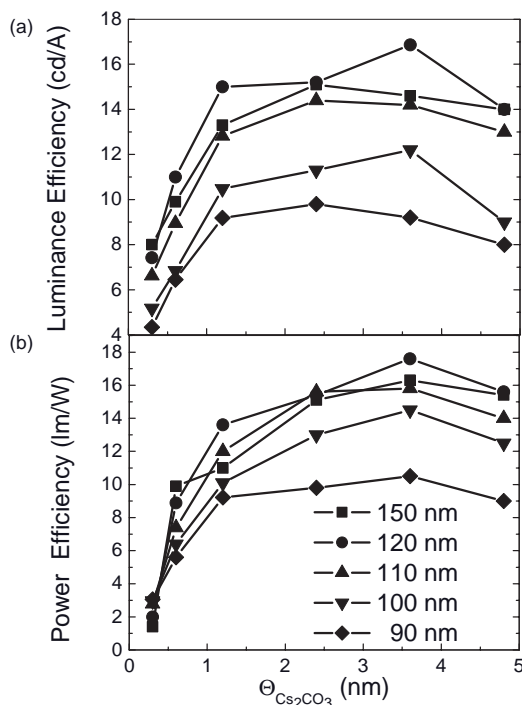 (a)
Luminance Efficiency (cd/A)
18
16
14
12
10
8
6
4
(b)
Power Efficiency (lm/W)
18
16
14
12
10
8
6
4
2
0
150 nm
120 nm
110 nm
100 nm
90 nm
0 1 2 3 4 5
Θ_Cs₂CO₃ (nm)